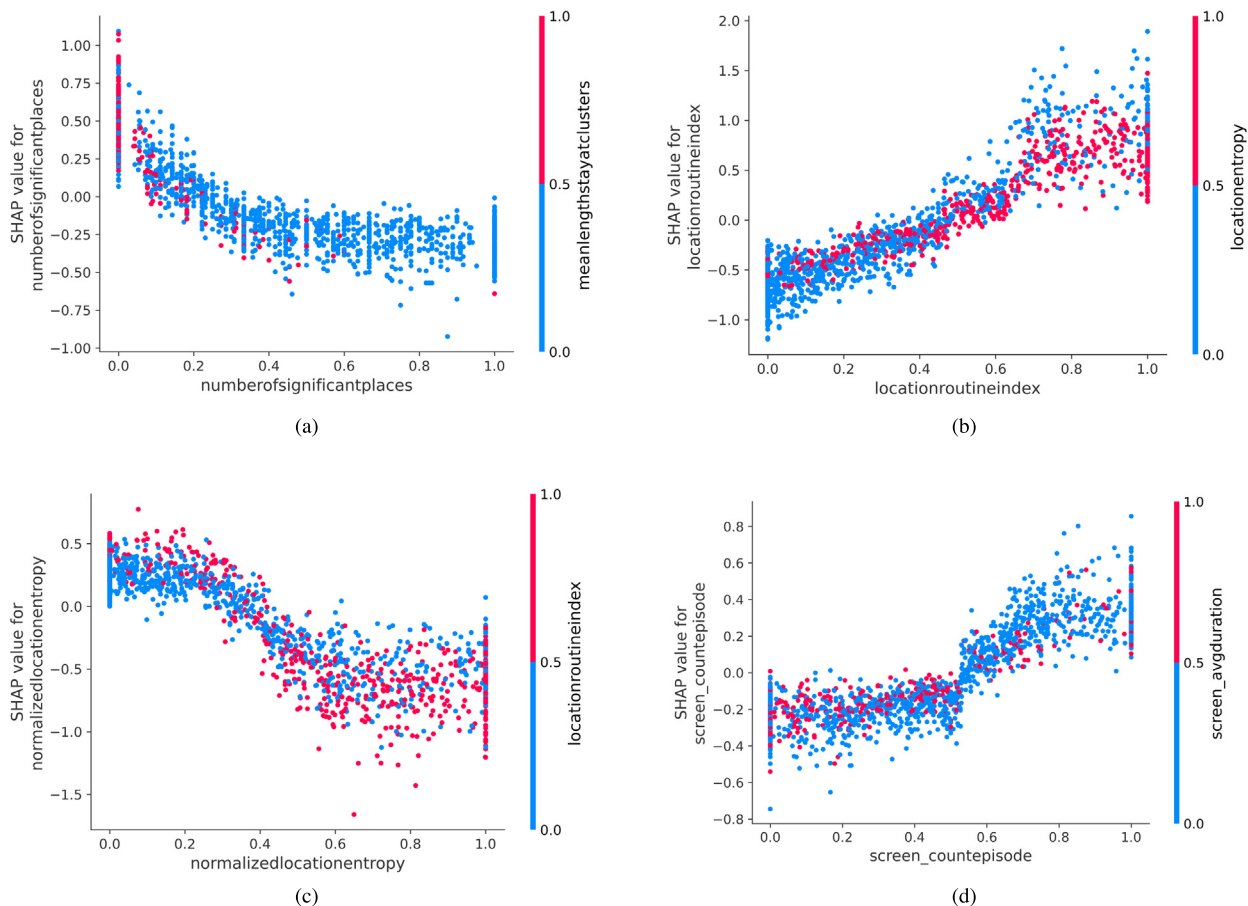 1.00
0.75
0.50
0.25
0.00
−0.25
−0.50
−0.75
−1.00
SHAP value for
numberofsignificantplaces
0.0 0.2 0.4 0.6 0.8 1.0
numberofsignificantplaces
1.0
0.5
0.0
meanlengthstayatclusters
(a)
2.0
1.5
1.0
0.5
0.0
−0.5
−1.0
SHAP value for
locationroutineindex
0.0 0.2 0.4 0.6 0.8 1.0
locationroutineindex
1.0
0.5
0.0
locationentropy
(b)
0.5
0.0
−0.5
−1.0
−1.5
SHAP value for
normalizedlocationentropy
0.0 0.2 0.4 0.6 0.8 1.0
normalizedlocationentropy
1.0
0.5
0.0
locationroutineindex
(c)
0.8
0.6
0.4
0.2
0.0
−0.2
−0.4
−0.6
−0.8
SHAP value for
screen_countepisode
0.0 0.2 0.4 0.6 0.8 1.0
screen_countepisode
1.0
0.5
0.0
screen_avgduration
(d)